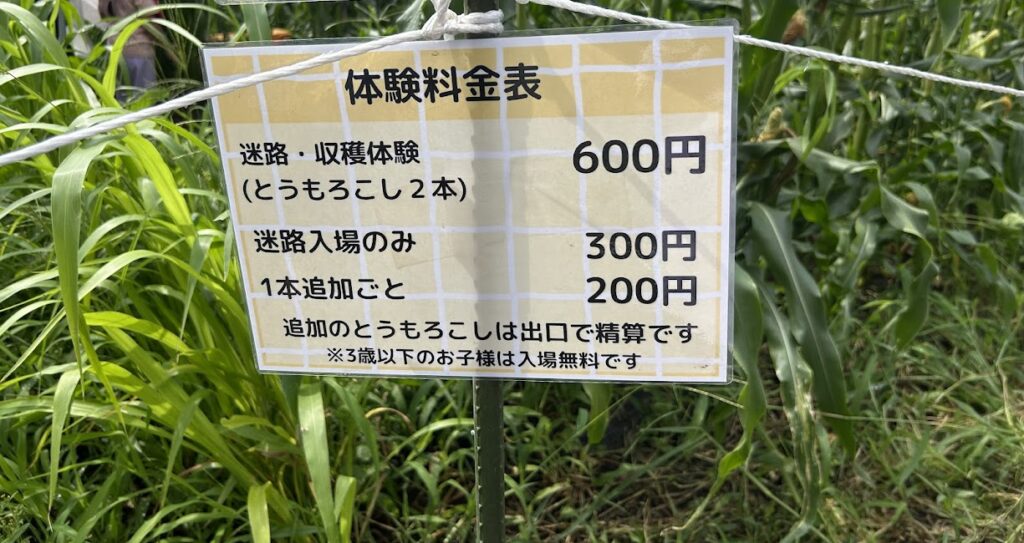 体験料金表
迷路・収穫体験 600円
(とうもろこし2本)
迷路入場のみ 300円
1本追加ごと 200円
追加のとうもろこしは出口で精算です
※3歳以下のお子様は入場無料です